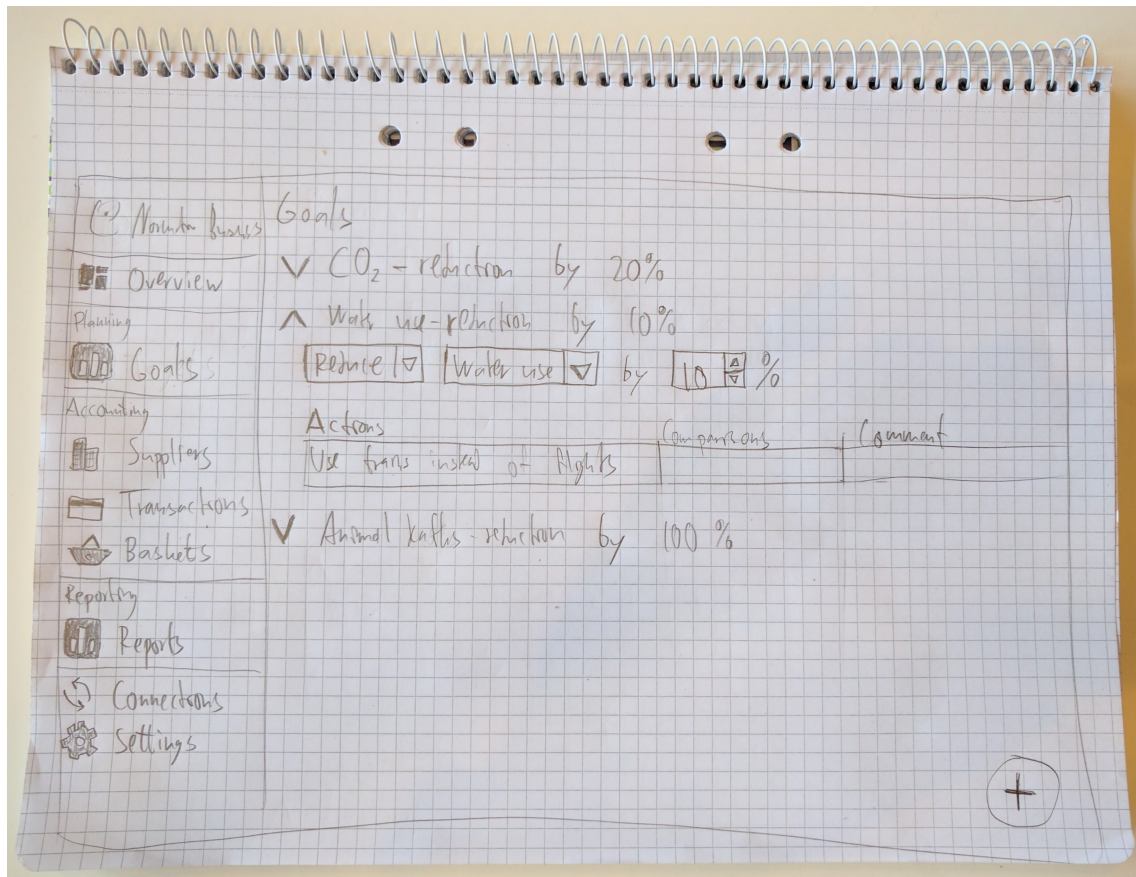 Business
Overview
Planning
Goals
Accounting
Suppliers
Transactions
Baskets
Reporting
Reports
Connections
Settings
Goals
CO₂-reduction by 20%
Water use-reduction by 10%
Reduce Water use by 10 %
Actions Comparisons Comment
Use trains instead of flights
Animal -reduction by 100 %
+